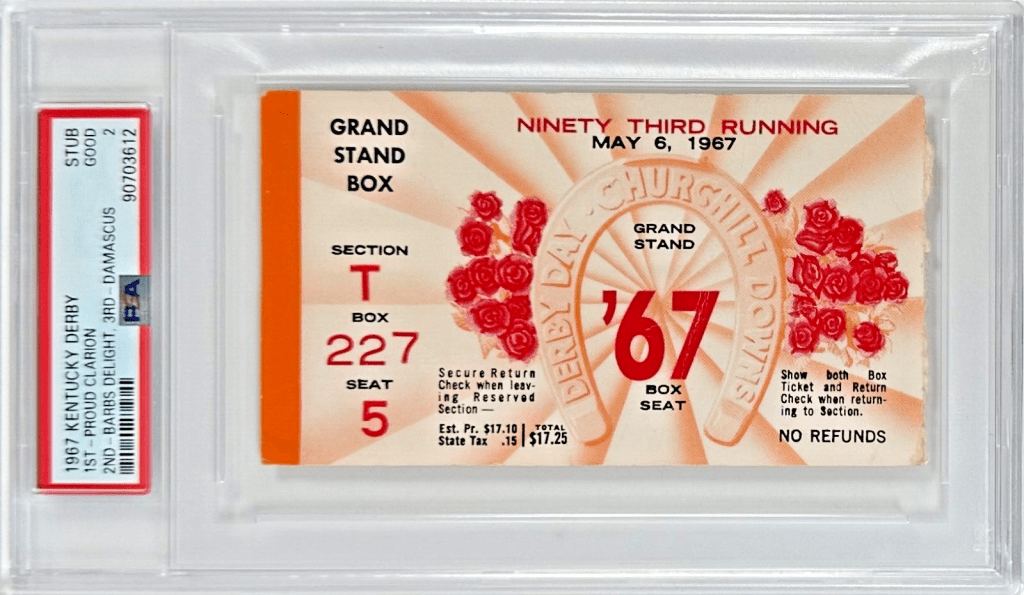 1967 KENTUCKY DERBY
1ST - PROUD CLARION
2ND - BARBS DELIGHT, 3RD - DAMASCUS
STUB
GOOD 2
90703612
PSA
GRAND
STAND
BOX
SECTION
T
BOX
227
SEAT
5
NINETY THIRD RUNNING
MAY 6, 1967
DERBY DAY - CHURCHILL DOWNS
GRAND
STAND
'67
BOX
SEAT
Secure Return
Check when leav-
ing Reserved
Section —
Est. Pr. $17.10
State Tax .15
TOTAL
$17.25
Show both Box
Ticket and Return
Check when return-
ing to Section.
NO REFUNDS